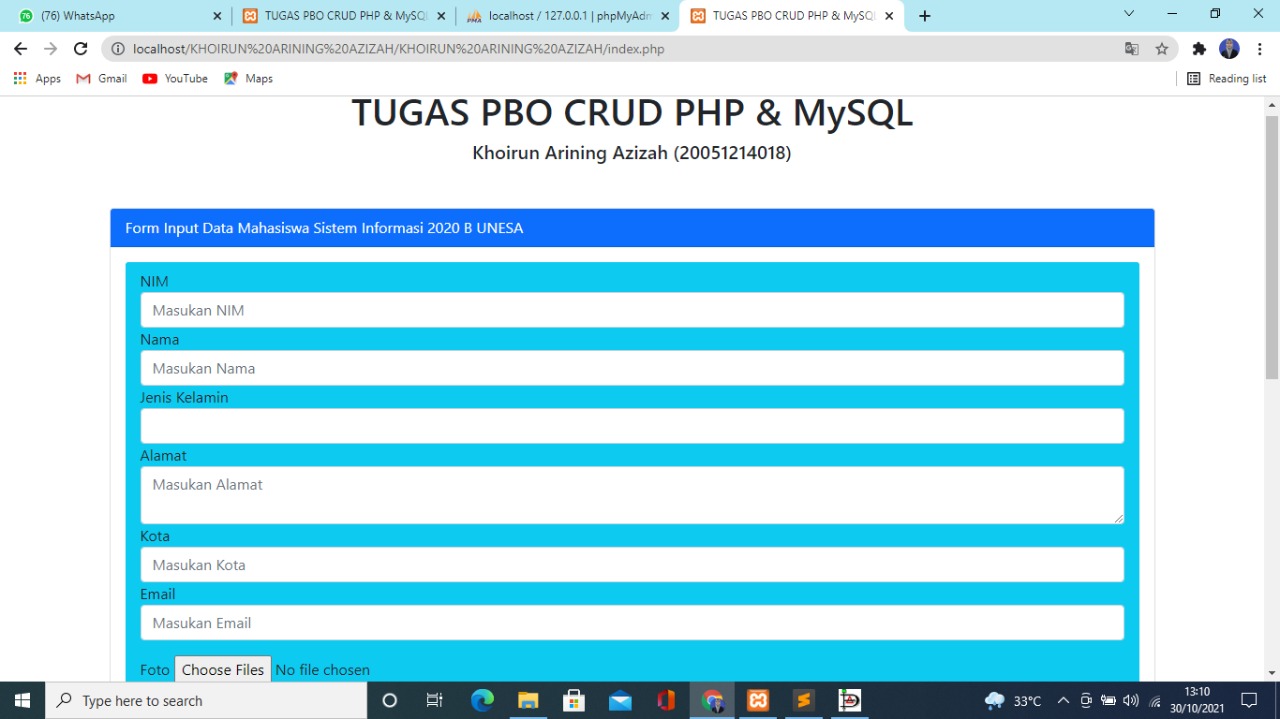 (76) WhatsApp
TUGAS PBO CRUD PHP & MySQL
localhost / 127.0.0.1 | phpMyAdm
TUGAS PBO CRUD PHP & MySQL
localhost/KHOIRUN%20ARINING%20AZIZAH/KHOIRUN%20ARINING%20AZIZAH/index.php
Apps Gmail YouTube Maps Reading list
TUGAS PBO CRUD PHP & MySQL
Khoirun Arining Azizah (20051214018)
Form Input Data Mahasiswa Sistem Informasi 2020 B UNESA
NIM
Masukan NIM
Nama
Masukan Nama
Jenis Kelamin
Alamat
Masukan Alamat
Kota
Masukan Kota
Email
Masukan Email
Foto Choose Files No file chosen
Type here to search
33°C
13:10
30/10/2021